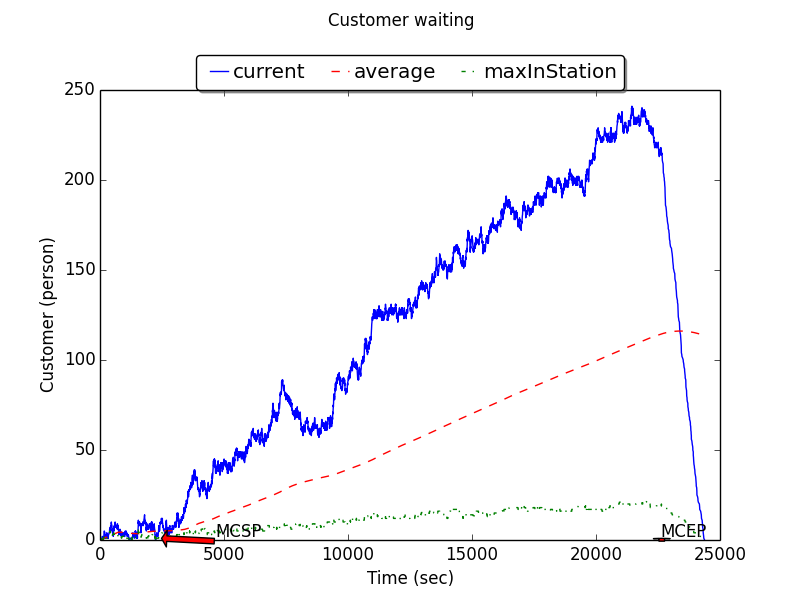 Customer waiting
current average maxInStation
250
200
150
100
50
0
Customer (person)
MCSP MCEP
0 5000 10000 15000 20000 25000
Time (sec)